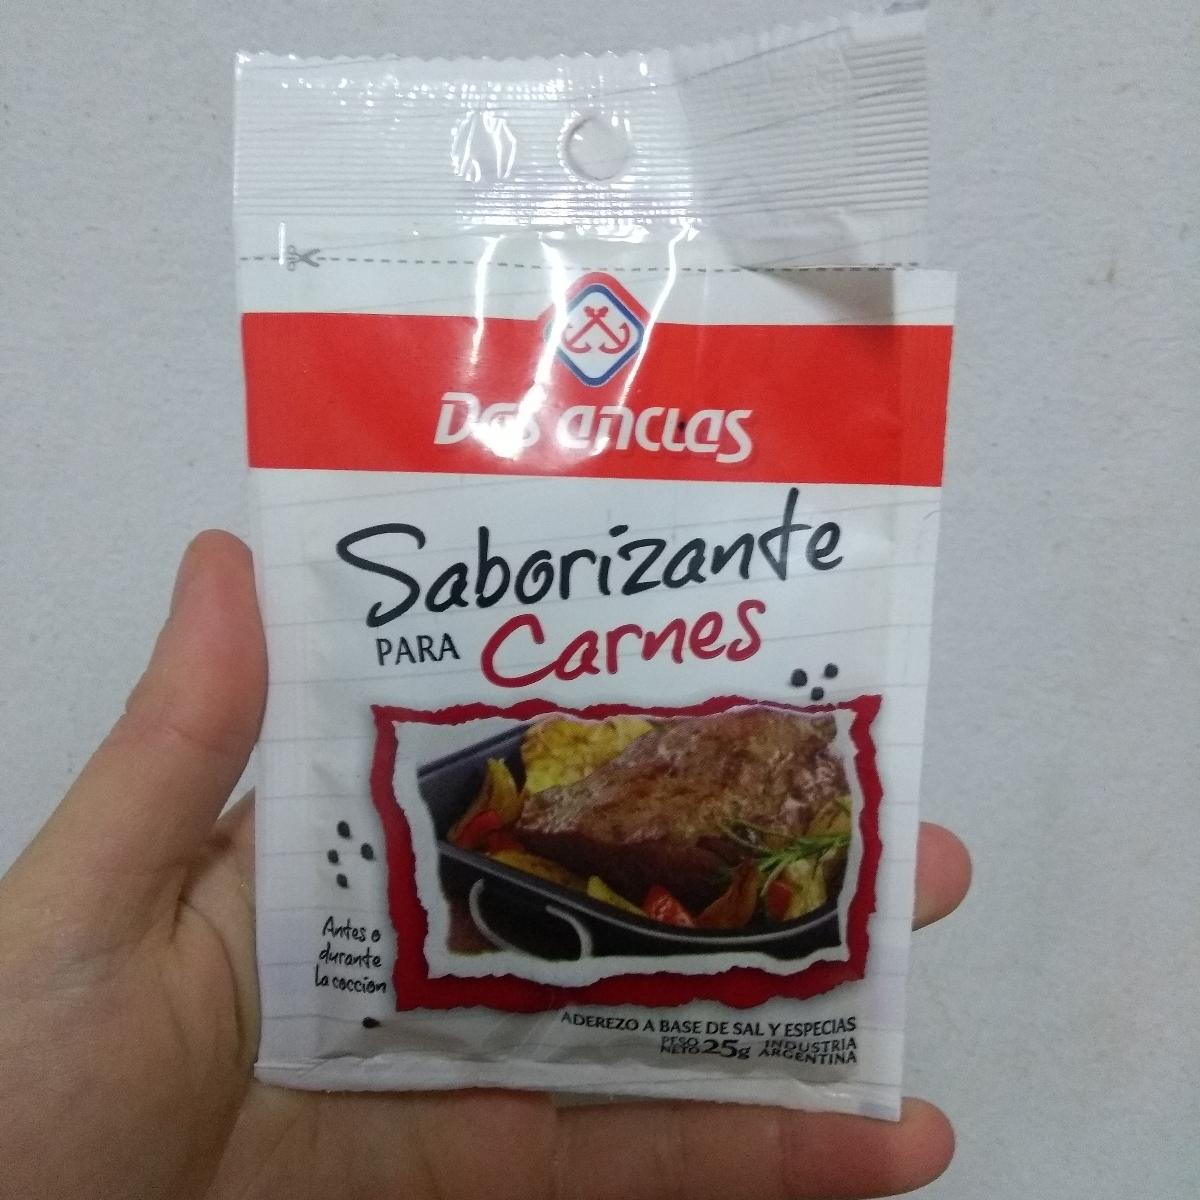 Dos anclas
Saborizante
PARA Carnes
Antes o
durante
la cocción
ADEREZO A BASE DE SAL Y ESPECIAS
PESO NETO 25g INDUSTRIA ARGENTINA